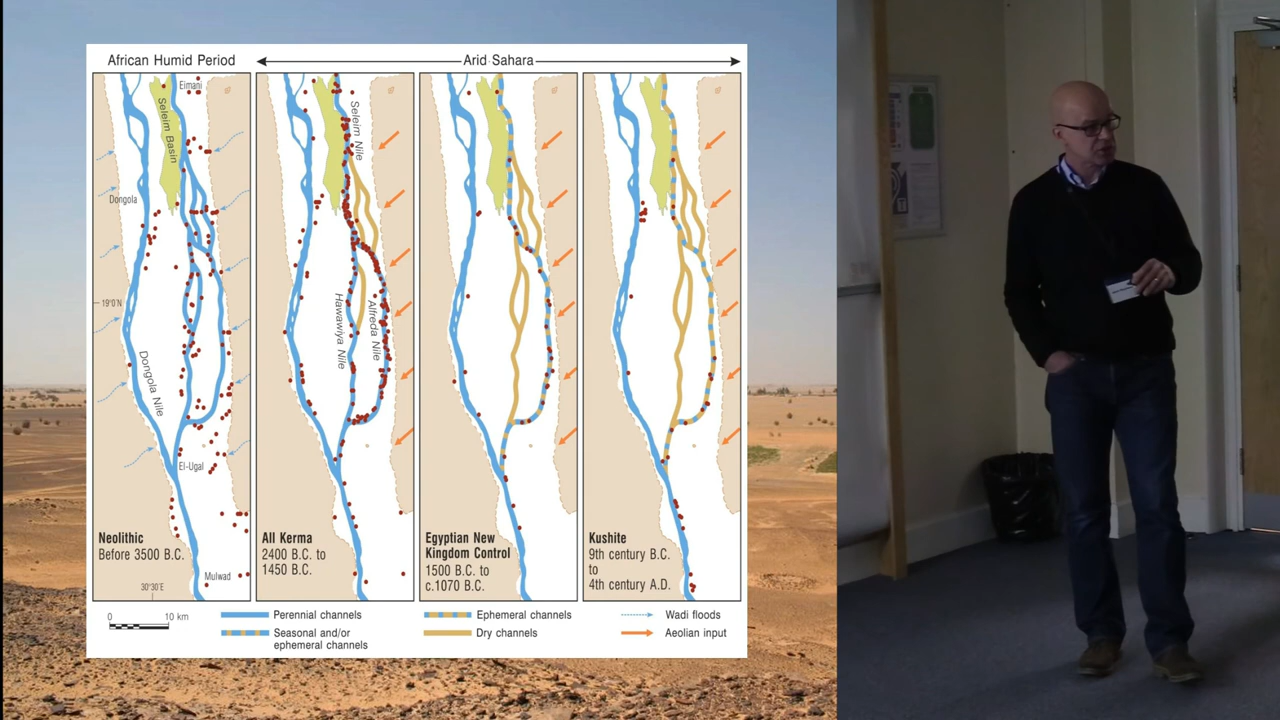 African Humid Period
Arid Sahara
Eimani
Seleim Basin
Dongola
19°0'N
Dongola Nile
El-Ugal
Mulwad
30°30'E
Neolithic
Before 3500 B.C.
Seleim Nile
Hawawiya Nile
Alfreda Nile
All Kerma
2400 B.C. to
1450 B.C.
Egyptian New
Kingdom Control
1500 B.C. to
c.1070 B.C.
Kushite
9th century B.C.
to
4th century A.D.
0 10 km
Perennial channels
Seasonal and/or
ephemeral channels
Ephemeral channels
Dry channels
Wadi floods
Aeolian input